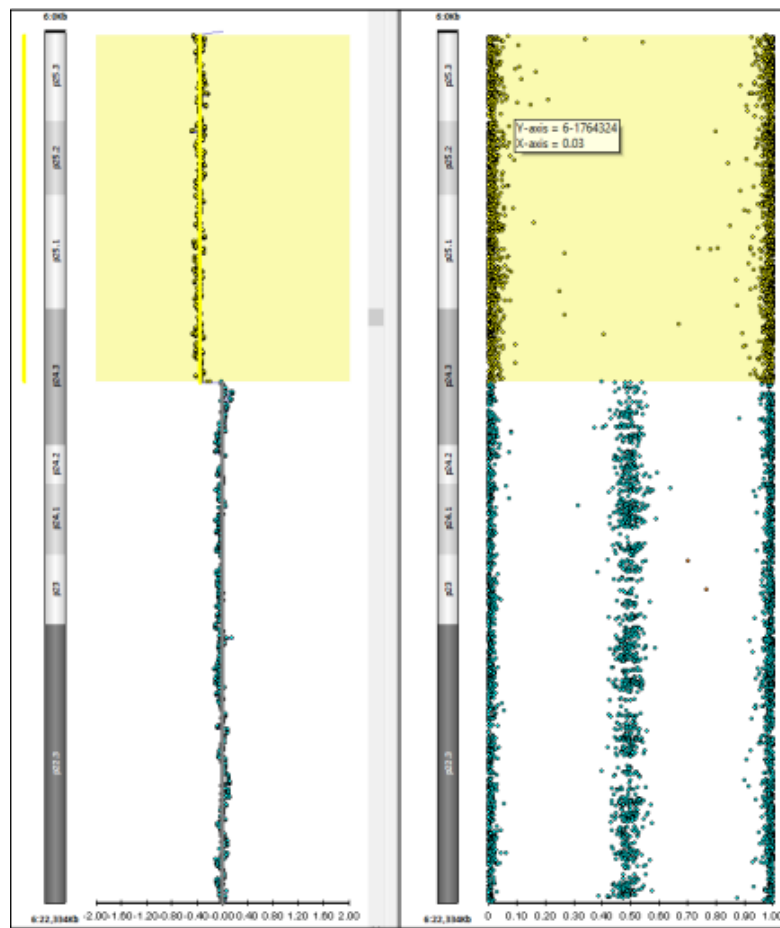 6:0Kb
p25.3
p25.2
p25.1
p24.3
p24.2
p24.1
p23
p22.3
6:22,334Kb
-2.00 -1.60 -1.20 -0.80 -0.40 -0.00 0.40 0.80 1.20 1.60 2.00
6:0Kb
p25.3
p25.2
p25.1
p24.3
p24.2
p24.1
p23
p22.3
Y-axis = 6-1764324
X-axis = 0.03
6:22,334Kb
0 0.10 0.20 0.30 0.40 0.50 0.60 0.70 0.80 0.90 1.00